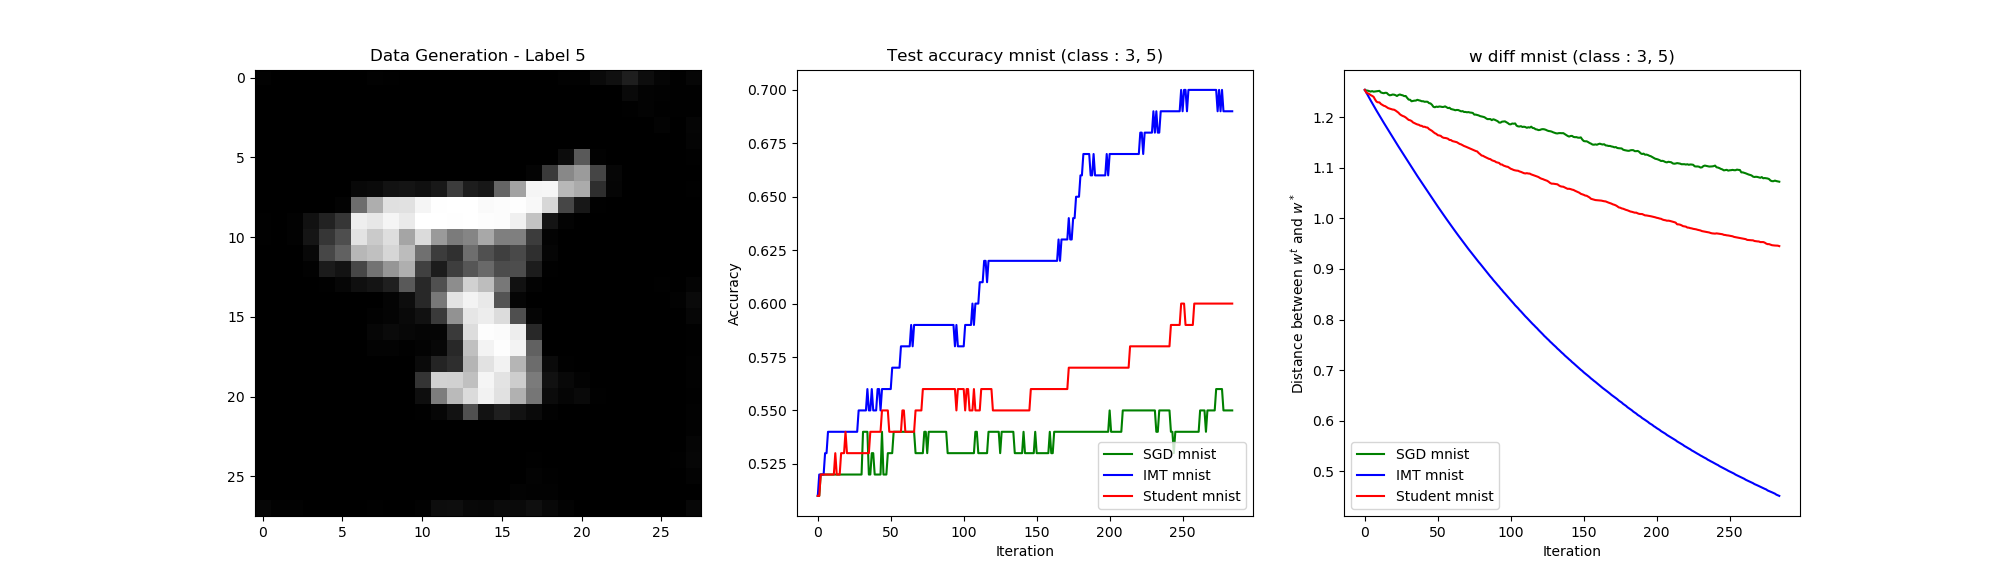 Data Generation - Label 5
0
5
10
15
20
25
0 5 10 15 20 25
Test accuracy mnist (class : 3, 5)
Accuracy
0.700
0.675
0.650
0.625
0.600
0.575
0.550
0.525
0 50 100 150 200 250
Iteration
SGD mnist
IMT mnist
Student mnist
w diff mnist (class : 3, 5)
Distance between w^t and w^*
1.2
1.1
1.0
0.9
0.8
0.7
0.6
0.5
0 50 100 150 200 250
Iteration
SGD mnist
IMT mnist
Student mnist